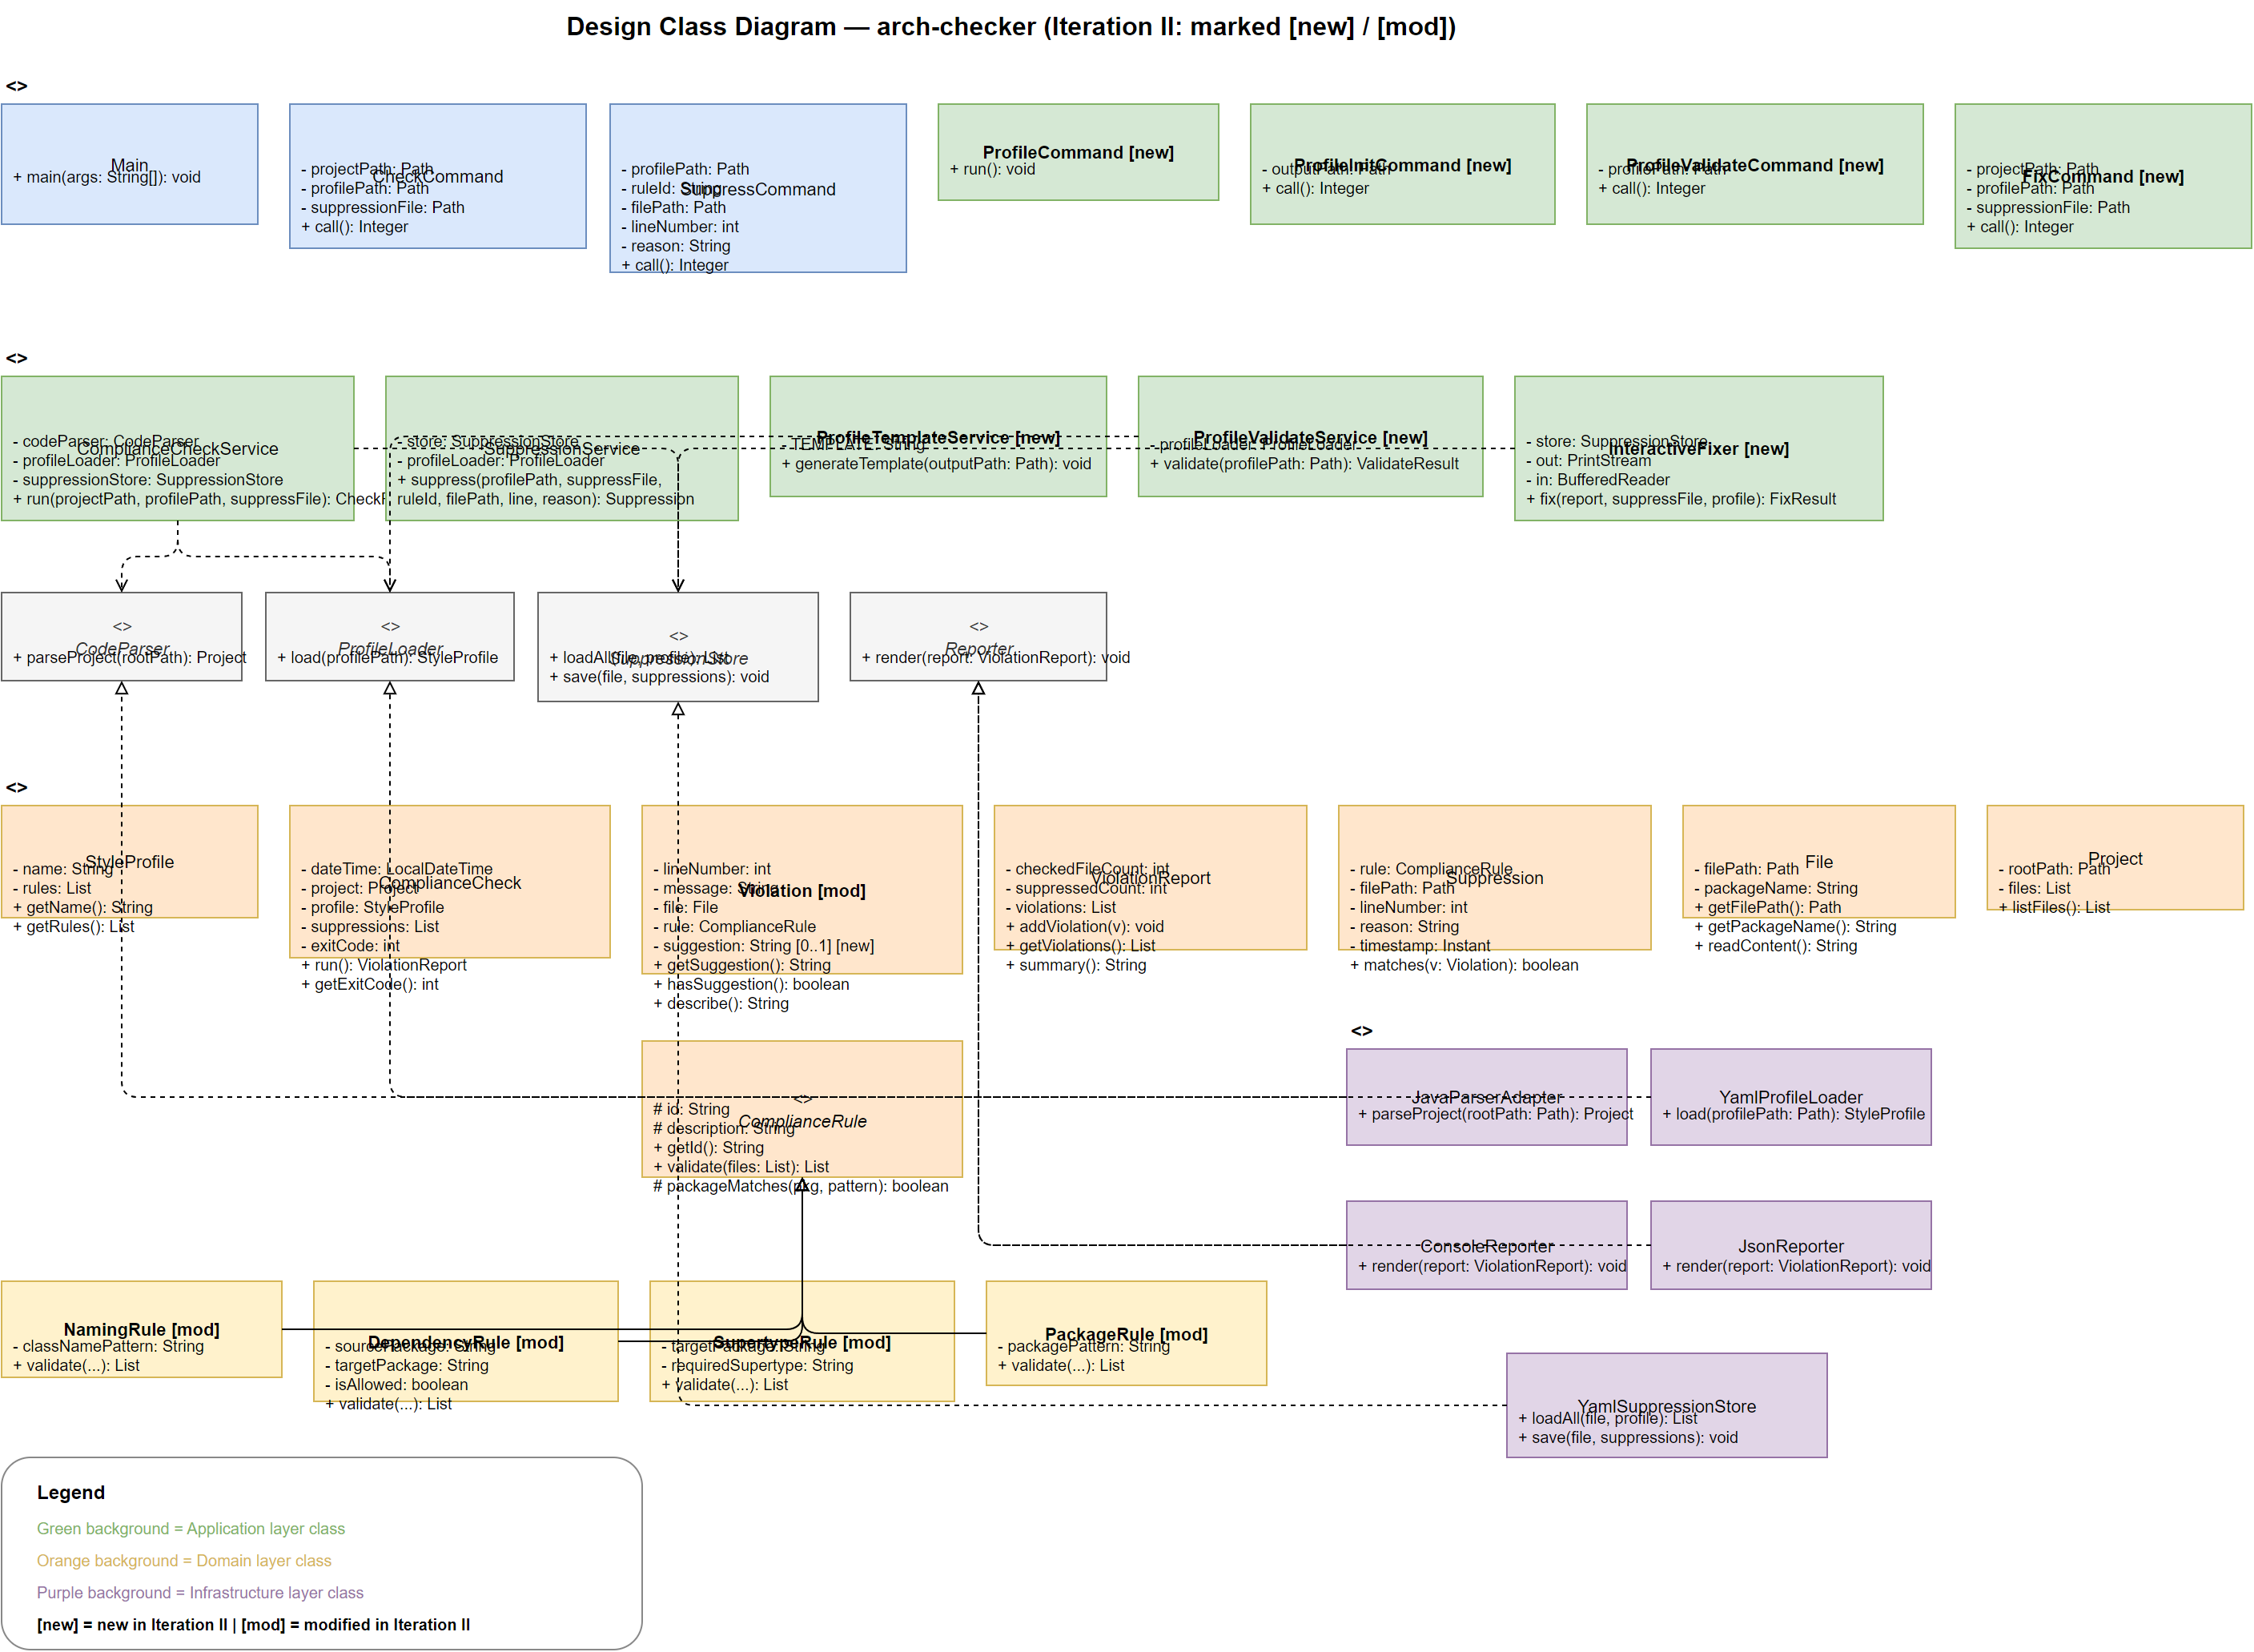 Design Class Diagram — arch-checker (Iteration II: marked [new] / [mod])
<>
Main
+ main(args: String[]): void
CheckCommand
- projectPath: Path
- profilePath: Path
- suppressionFile: Path
+ call(): Integer
SuppressCommand
- profilePath: Path
- ruleId: String
- filePath: Path
- lineNumber: int
- reason: String
+ call(): Integer
ProfileCommand [new]
+ run(): void
ProfileInitCommand [new]
- outputPath: Path
+ call(): Integer
ProfileValidateCommand [new]
- profilePath: Path
+ call(): Integer
FixCommand [new]
- projectPath: Path
- profilePath: Path
- suppressionFile: Path
+ call(): Integer
<>
ComplianceCheckService
- codeParser: CodeParser
- profileLoader: ProfileLoader
- suppressionStore: SuppressionStore
+ run(projectPath, profilePath, suppressFile): CheckF
SuppressionService
- store: SuppressionStore
- profileLoader: ProfileLoader
+ suppress(profilePath, suppressFile,
ruleId, filePath, line, reason): Suppression
ProfileTemplateService [new]
- TEMPLATE: String
+ generateTemplate(outputPath: Path): void
ProfileValidateService [new]
- profileLoader: ProfileLoader
+ validate(profilePath: Path): ValidateResult
InteractiveFixer [new]
- store: SuppressionStore
- out: PrintStream
- in: BufferedReader
+ fix(report, suppressFile, profile): FixResult
<>
CodeParser
+ parseProject(rootPath): Project
<>
ProfileLoader
+ load(profilePath): StyleProfile
<>
SuppressionStore
+ loadAll(file, profile): List
+ save(file, suppressions): void
<>
Reporter
+ render(report: ViolationReport): void
<>
StyleProfile
- name: String
- rules: List
+ getName(): String
+ getRules(): List
ComplianceCheck
- dateTime: LocalDateTime
- project: Project
- profile: StyleProfile
- suppressions: List
- exitCode: int
+ run(): ViolationReport
+ getExitCode(): int
Violation [mod]
- lineNumber: int
- message: String
- file: File
- rule: ComplianceRule
- suggestion: String [0..1] [new]
+ getSuggestion(): String
+ hasSuggestion(): boolean
+ describe(): String
ViolationReport
- checkedFileCount: int
- suppressedCount: int
- violations: List
+ addViolation(v): void
+ getViolations(): List
+ summary(): String
Suppression
- rule: ComplianceRule
- filePath: Path
- lineNumber: int
- reason: String
- timestamp: Instant
+ matches(v: Violation): boolean
File
- filePath: Path
- packageName: String
+ getFilePath(): Path
+ getPackageName(): String
+ readContent(): String
Project
- rootPath: Path
- files: List
+ listFiles(): List
<>
ComplianceRule
# id: String
# description: String
+ getId(): String
+ validate(files: List): List
# packageMatches(pkg, pattern): boolean
<>
JavaParserAdapter
+ parseProject(rootPath: Path): Project
YamlProfileLoader
+ load(profilePath: Path): StyleProfile
ConsoleReporter
+ render(report: ViolationReport): void
JsonReporter
+ render(report: ViolationReport): void
NamingRule [mod]
- classNamePattern: String
+ validate(...): List
DependencyRule [mod]
- sourcePackage: String
- targetPackage: String
- isAllowed: boolean
+ validate(...): List
SupertypeRule [mod]
- targetPackage: String
- requiredSupertype: String
+ validate(...): List
PackageRule [mod]
- packagePattern: String
+ validate(...): List
YamlSuppressionStore
+ loadAll(file, profile): List
+ save(file, suppressions): void
Legend
Green background = Application layer class
Orange background = Domain layer class
Purple background = Infrastructure layer class
[new] = new in Iteration II | [mod] = modified in Iteration II